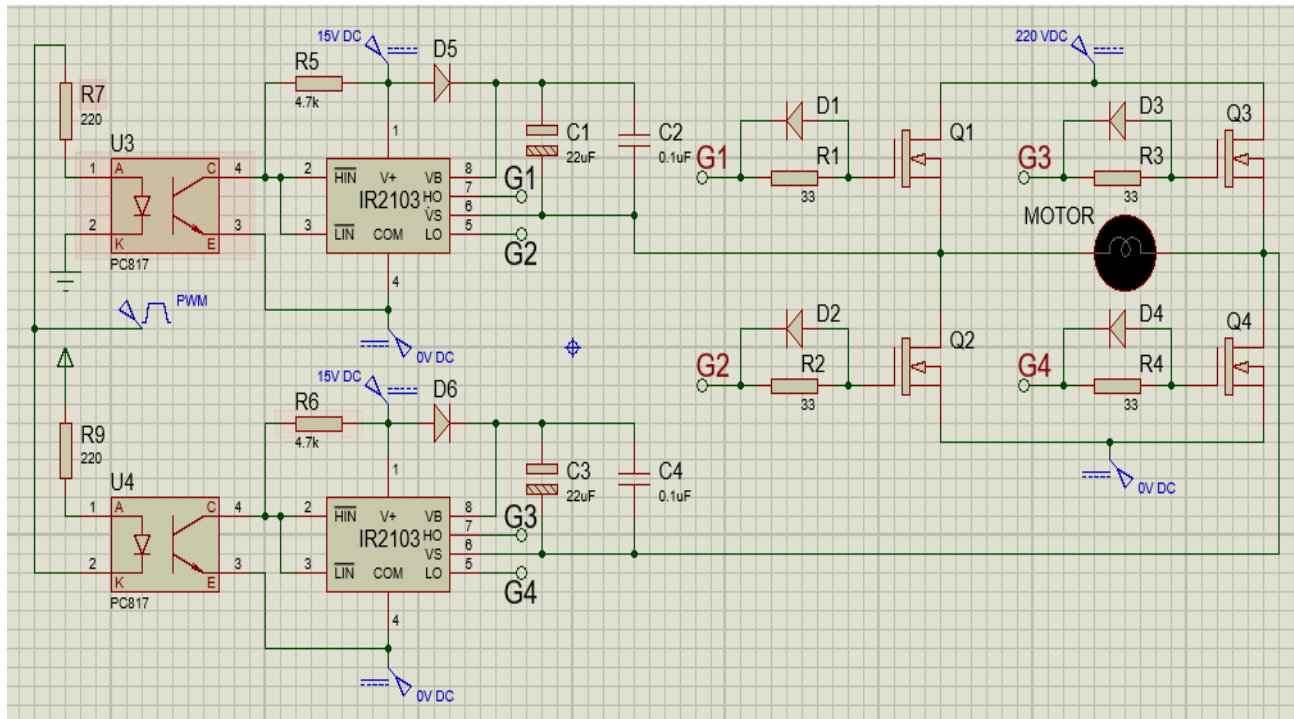 15V DC
220 VDC
D5
R5
4.7k
R7
220
U3
1 A C 4
2 K E 3
PC817
1
2 HIN V+ VB 8
IR2103 HO 7
VS 6
3 LIN COM LO 5
4
G1
G2
C1
22uF
C2
0.1uF
0V DC
PWM
D1
Q1
G1
R1
33
D3
Q3
G3
R3
33
MOTOR
D2
Q2
G2
R2
33
D4
Q4
G4
R4
33
0V DC
15V DC
D6
R6
4.7k
R9
220
U4
1 A C 4
2 K E 3
PC817
1
2 HIN V+ VB 8
IR2103 HO 7
VS 6
3 LIN COM LO 5
4
G3
G4
C3
22uF
C4
0.1uF
0V DC